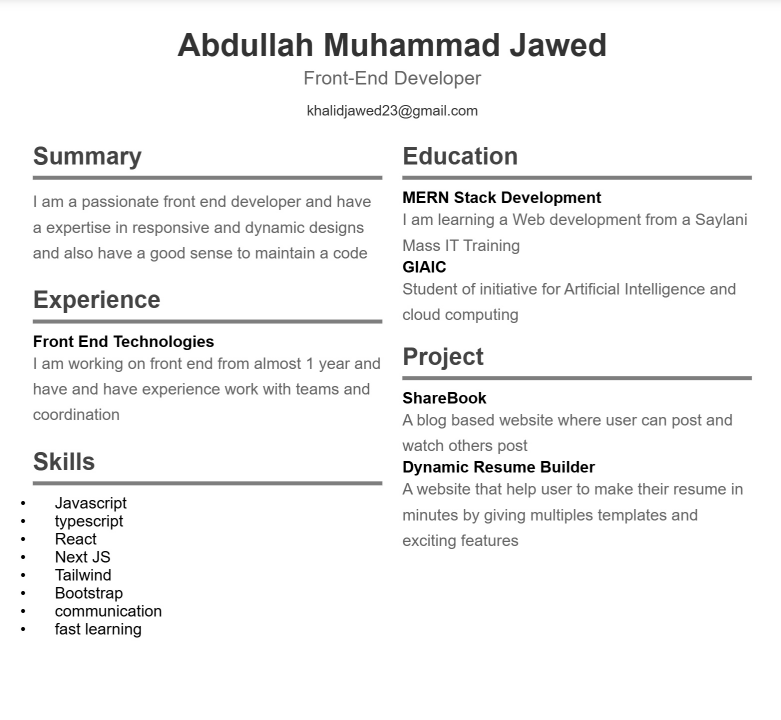 Abdullah Muhammad Jawed
Front-End Developer
khalidjawed23@gmail.com
Summary
I am a passionate front end developer and have
a expertise in responsive and dynamic designs
and also have a good sense to maintain a code
Experience
Front End Technologies
I am working on front end from almost 1 year and
have and have experience work with teams and
coordination
Skills
• Javascript
• typescript
• React
• Next JS
• Tailwind
• Bootstrap
• communication
• fast learning
Education
MERN Stack Development
I am learning a Web development from a Saylani
Mass IT Training
GIAIC
Student of initiative for Artificial Intelligence and
cloud computing
Project
ShareBook
A blog based website where user can post and
watch others post
Dynamic Resume Builder
A website that help user to make their resume in
minutes by giving multiples templates and
exciting features